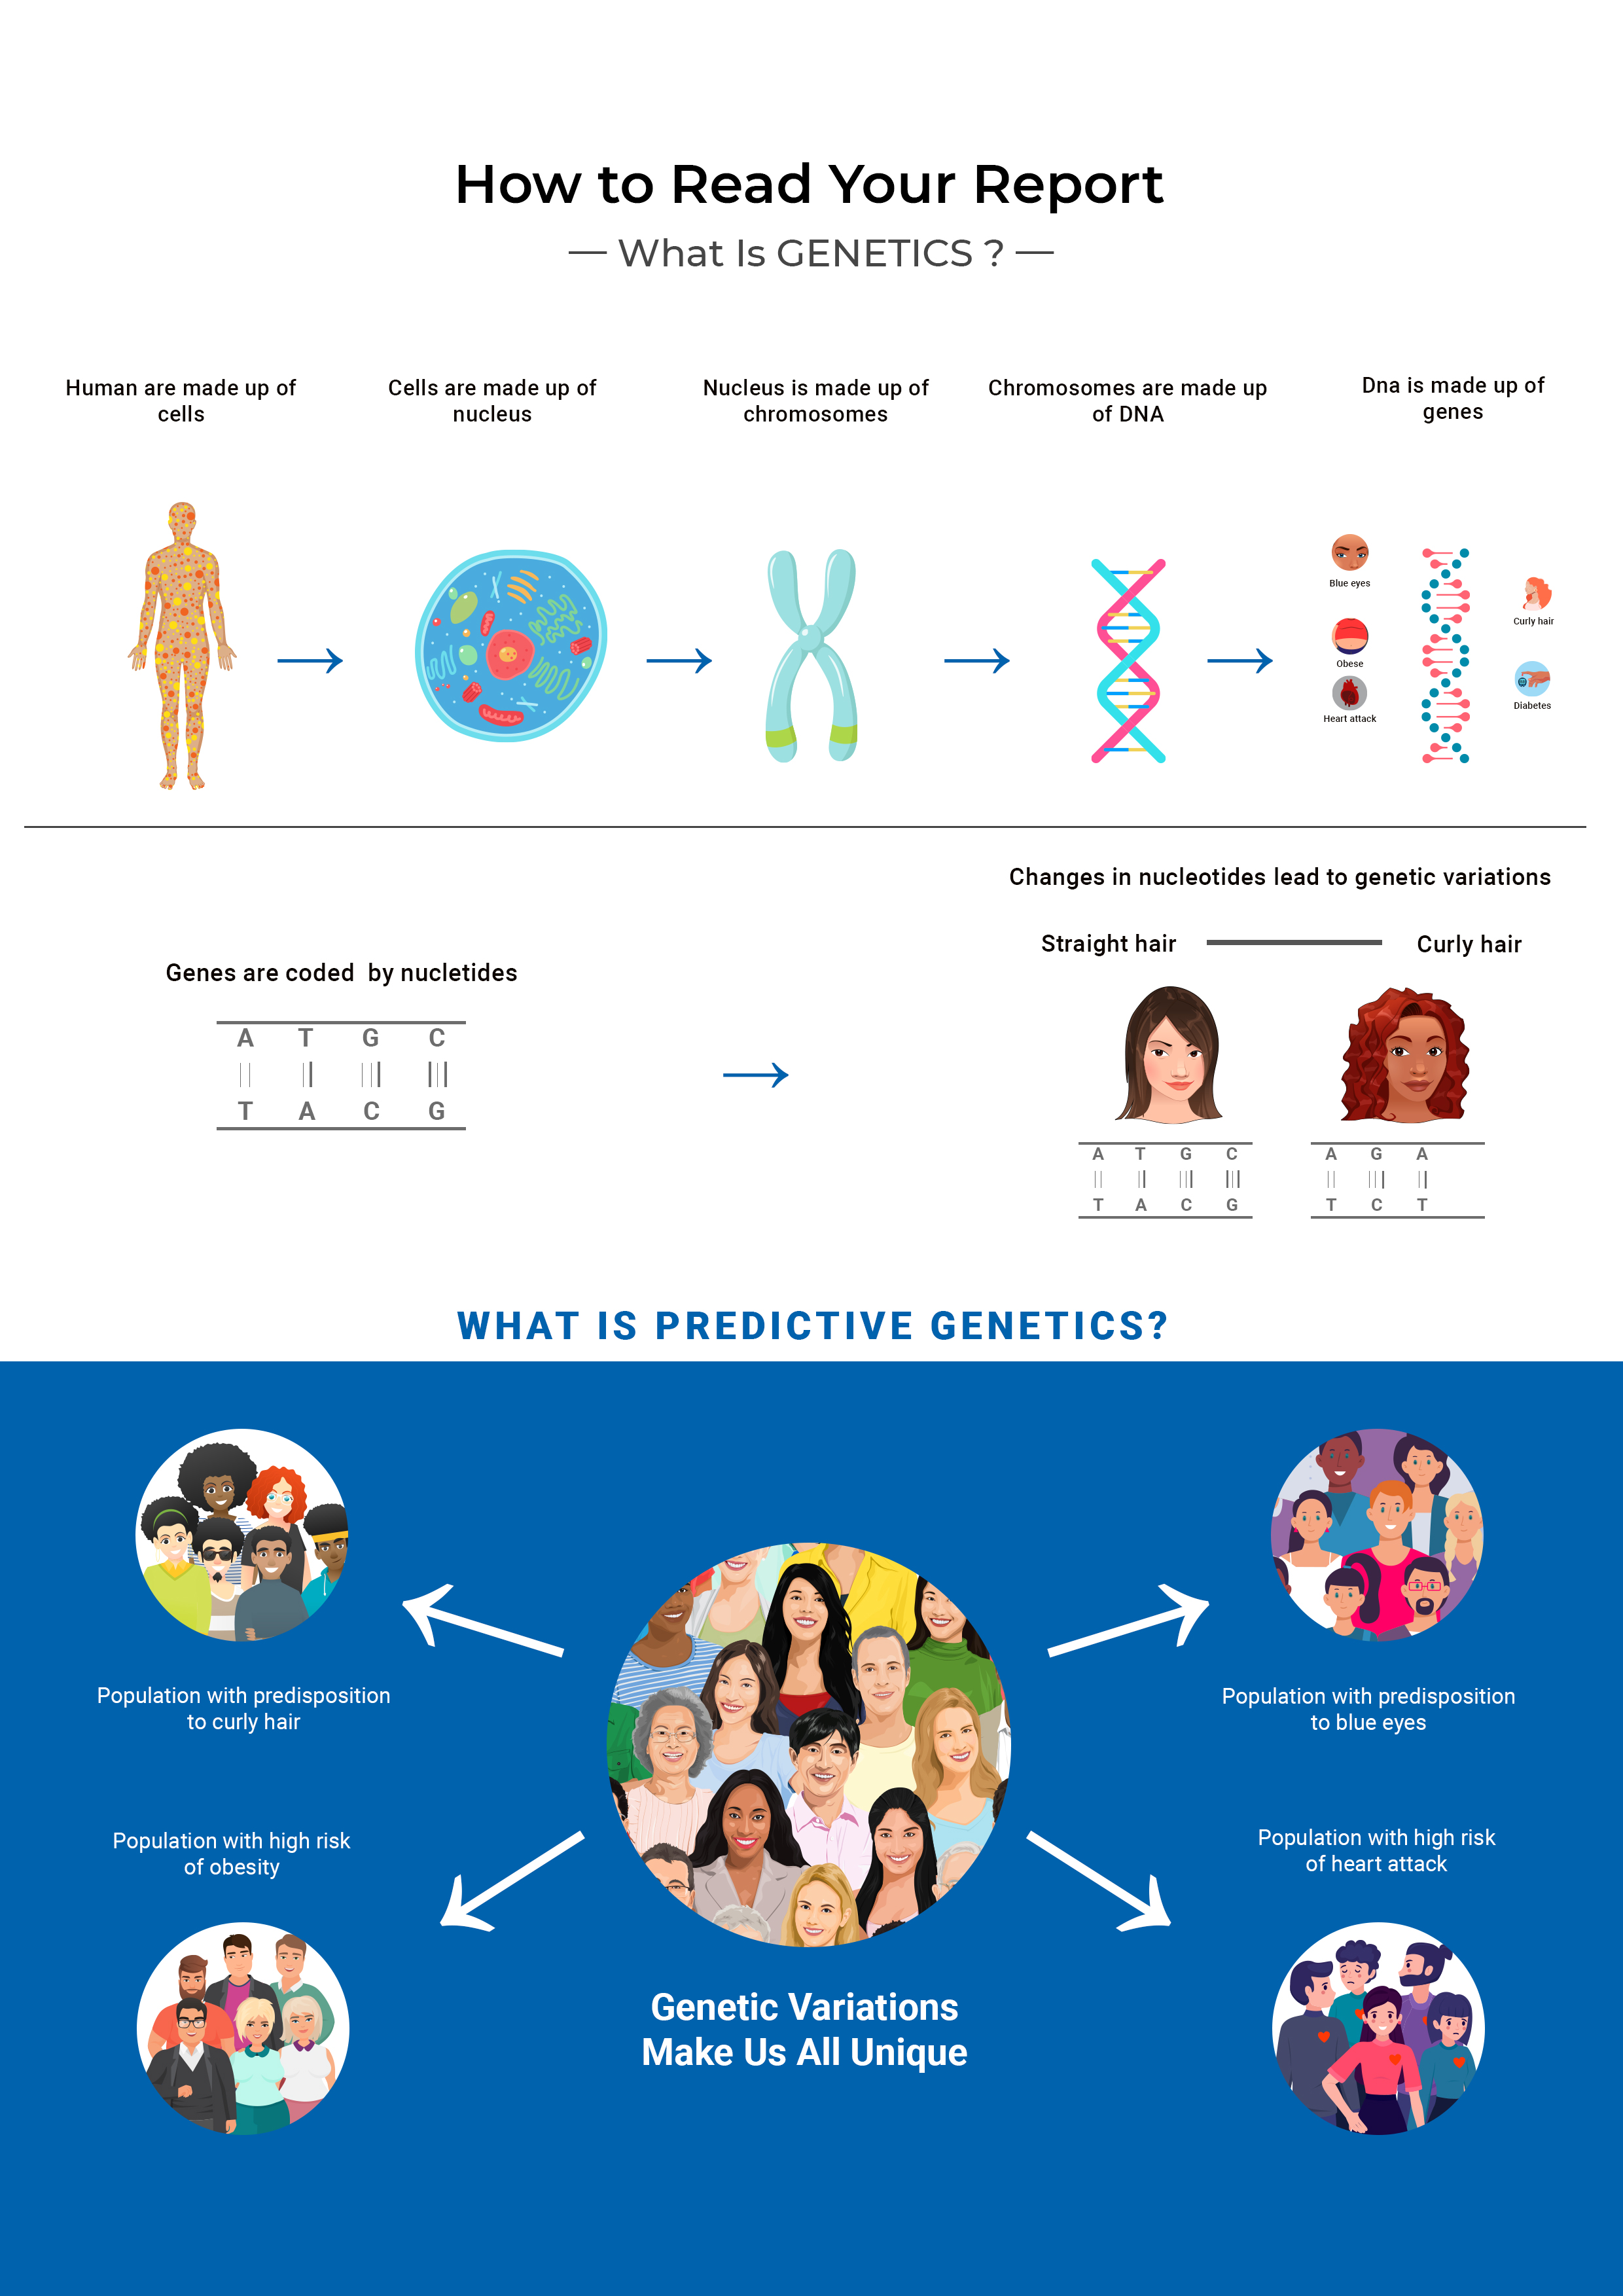 How to Read Your Report
— What Is GENETICS ? —
Human are made up of
cells
Cells are made up of
nucleus
Nucleus is made up of
chromosomes
Chromosomes are made up
of DNA
Dna is made up of
genes
Blue eyes
Curly hair
Obese
Diabetes
Heart attack
Genes are coded by nucletides
A T G C
T A C G
Changes in nucleotides lead to genetic variations
Straight hair
Curly hair
A T G C
T A C G
A G A
T C T
WHAT IS PREDICTIVE GENETICS?
Population with predisposition
to curly hair
Population with predisposition
to blue eyes
Population with high risk
of obesity
Population with high risk
of heart attack
Genetic Variations
Make Us All Unique